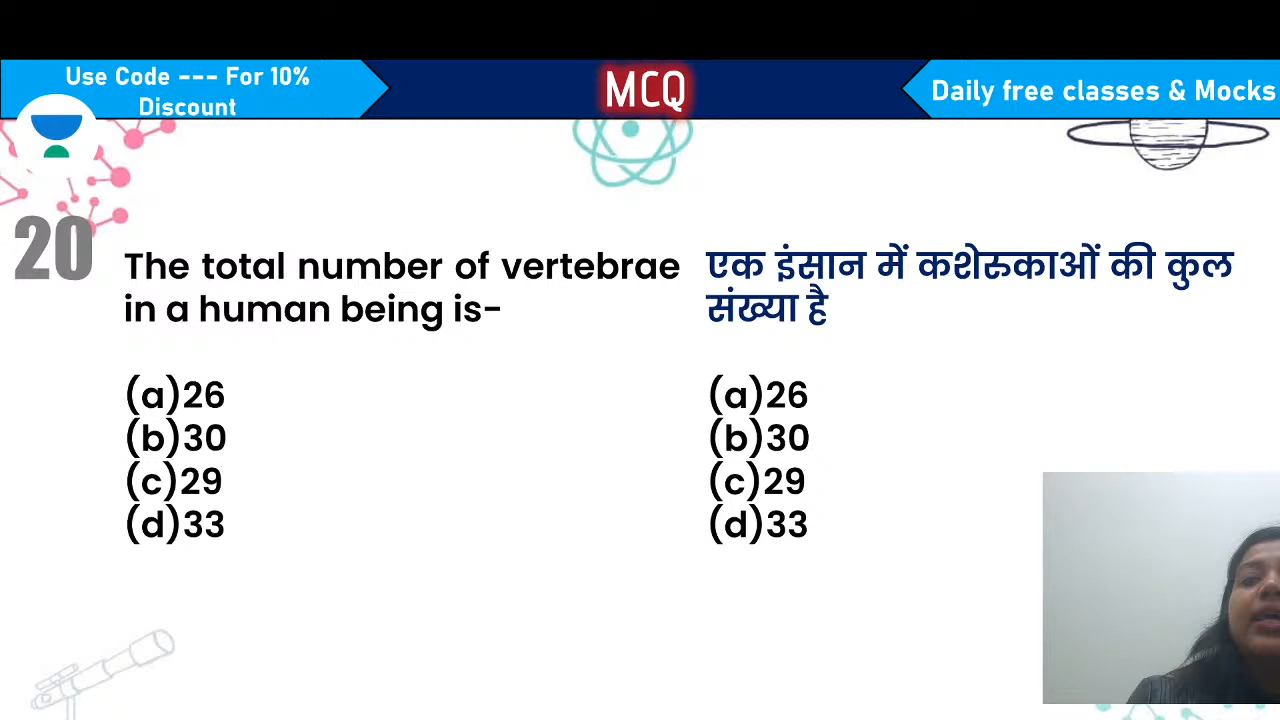 Use Code --- For 10%
Discount
MCQ
Daily free classes & Mocks
20
The total number of vertebrae
in a human being is-
(a)26
(b)30
(c)29
(d)33
एक इंसान में कशेरुकाओं की कुल
संख्या है
(a)26
(b)30
(c)29
(d)33